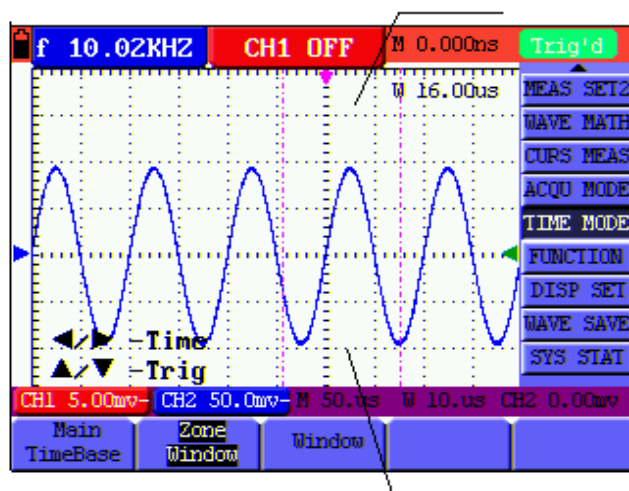 f 10.02KHZ CH1 OFF M 0.000ns Trig'd
W 16.00us
MEAS SET2
WAVE MATH
CURS MEAS
ACQU MODE
TIME MODE
FUNCTION
DISP SET
WAVE SAVE
SYS STAT
◀/▶ -Time
▲/▼ -Trig
CH1 5.00mv- CH2 50.0mv- M 50.us W 10.us CH2 0.00mv
Main TimeBase
Zone Window
Window